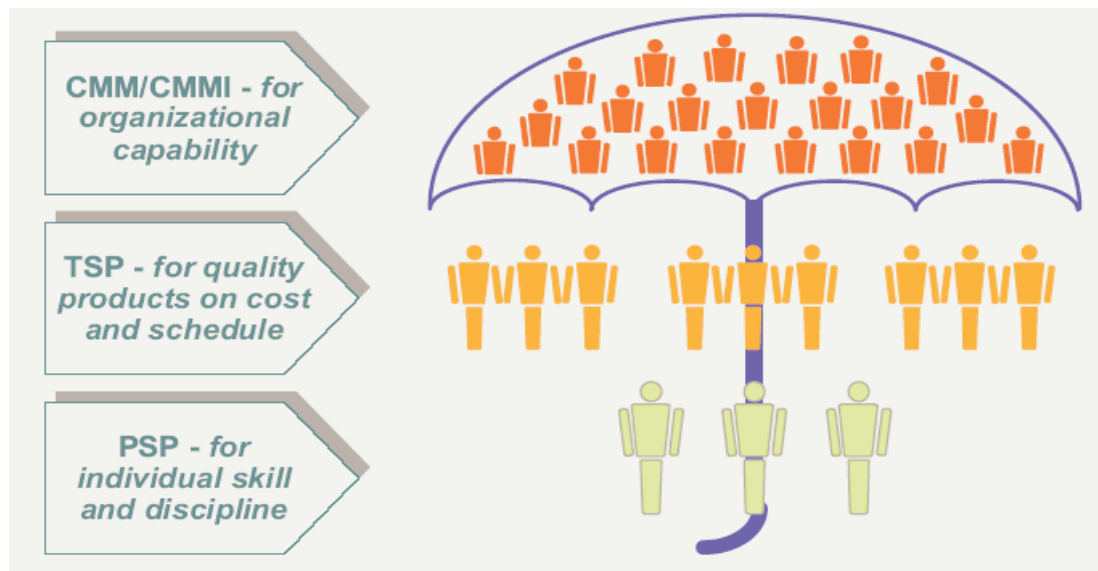 CMM/CMMI - for
organizational
capability
TSP - for quality
products on cost
and schedule
PSP - for
individual skill
and discipline